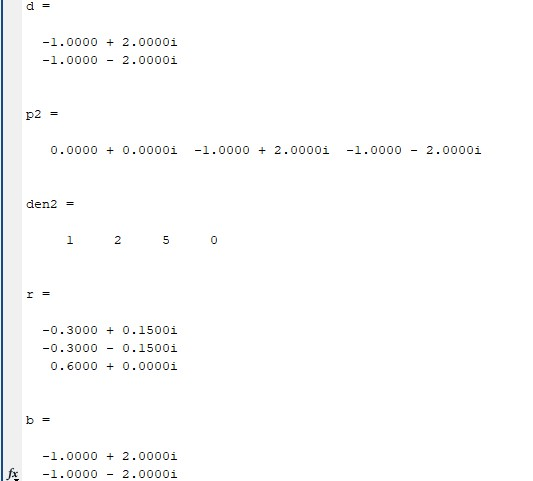 d =
-1.0000 + 2.0000i
-1.0000 - 2.0000i
p2 =
0.0000 + 0.0000i  -1.0000 + 2.0000i  -1.0000 - 2.0000i
den2 =
1     2     5     0
r =
-0.3000 + 0.1500i
-0.3000 - 0.1500i
0.6000 + 0.0000i
b =
-1.0000 + 2.0000i
fx -1.0000 - 2.0000i